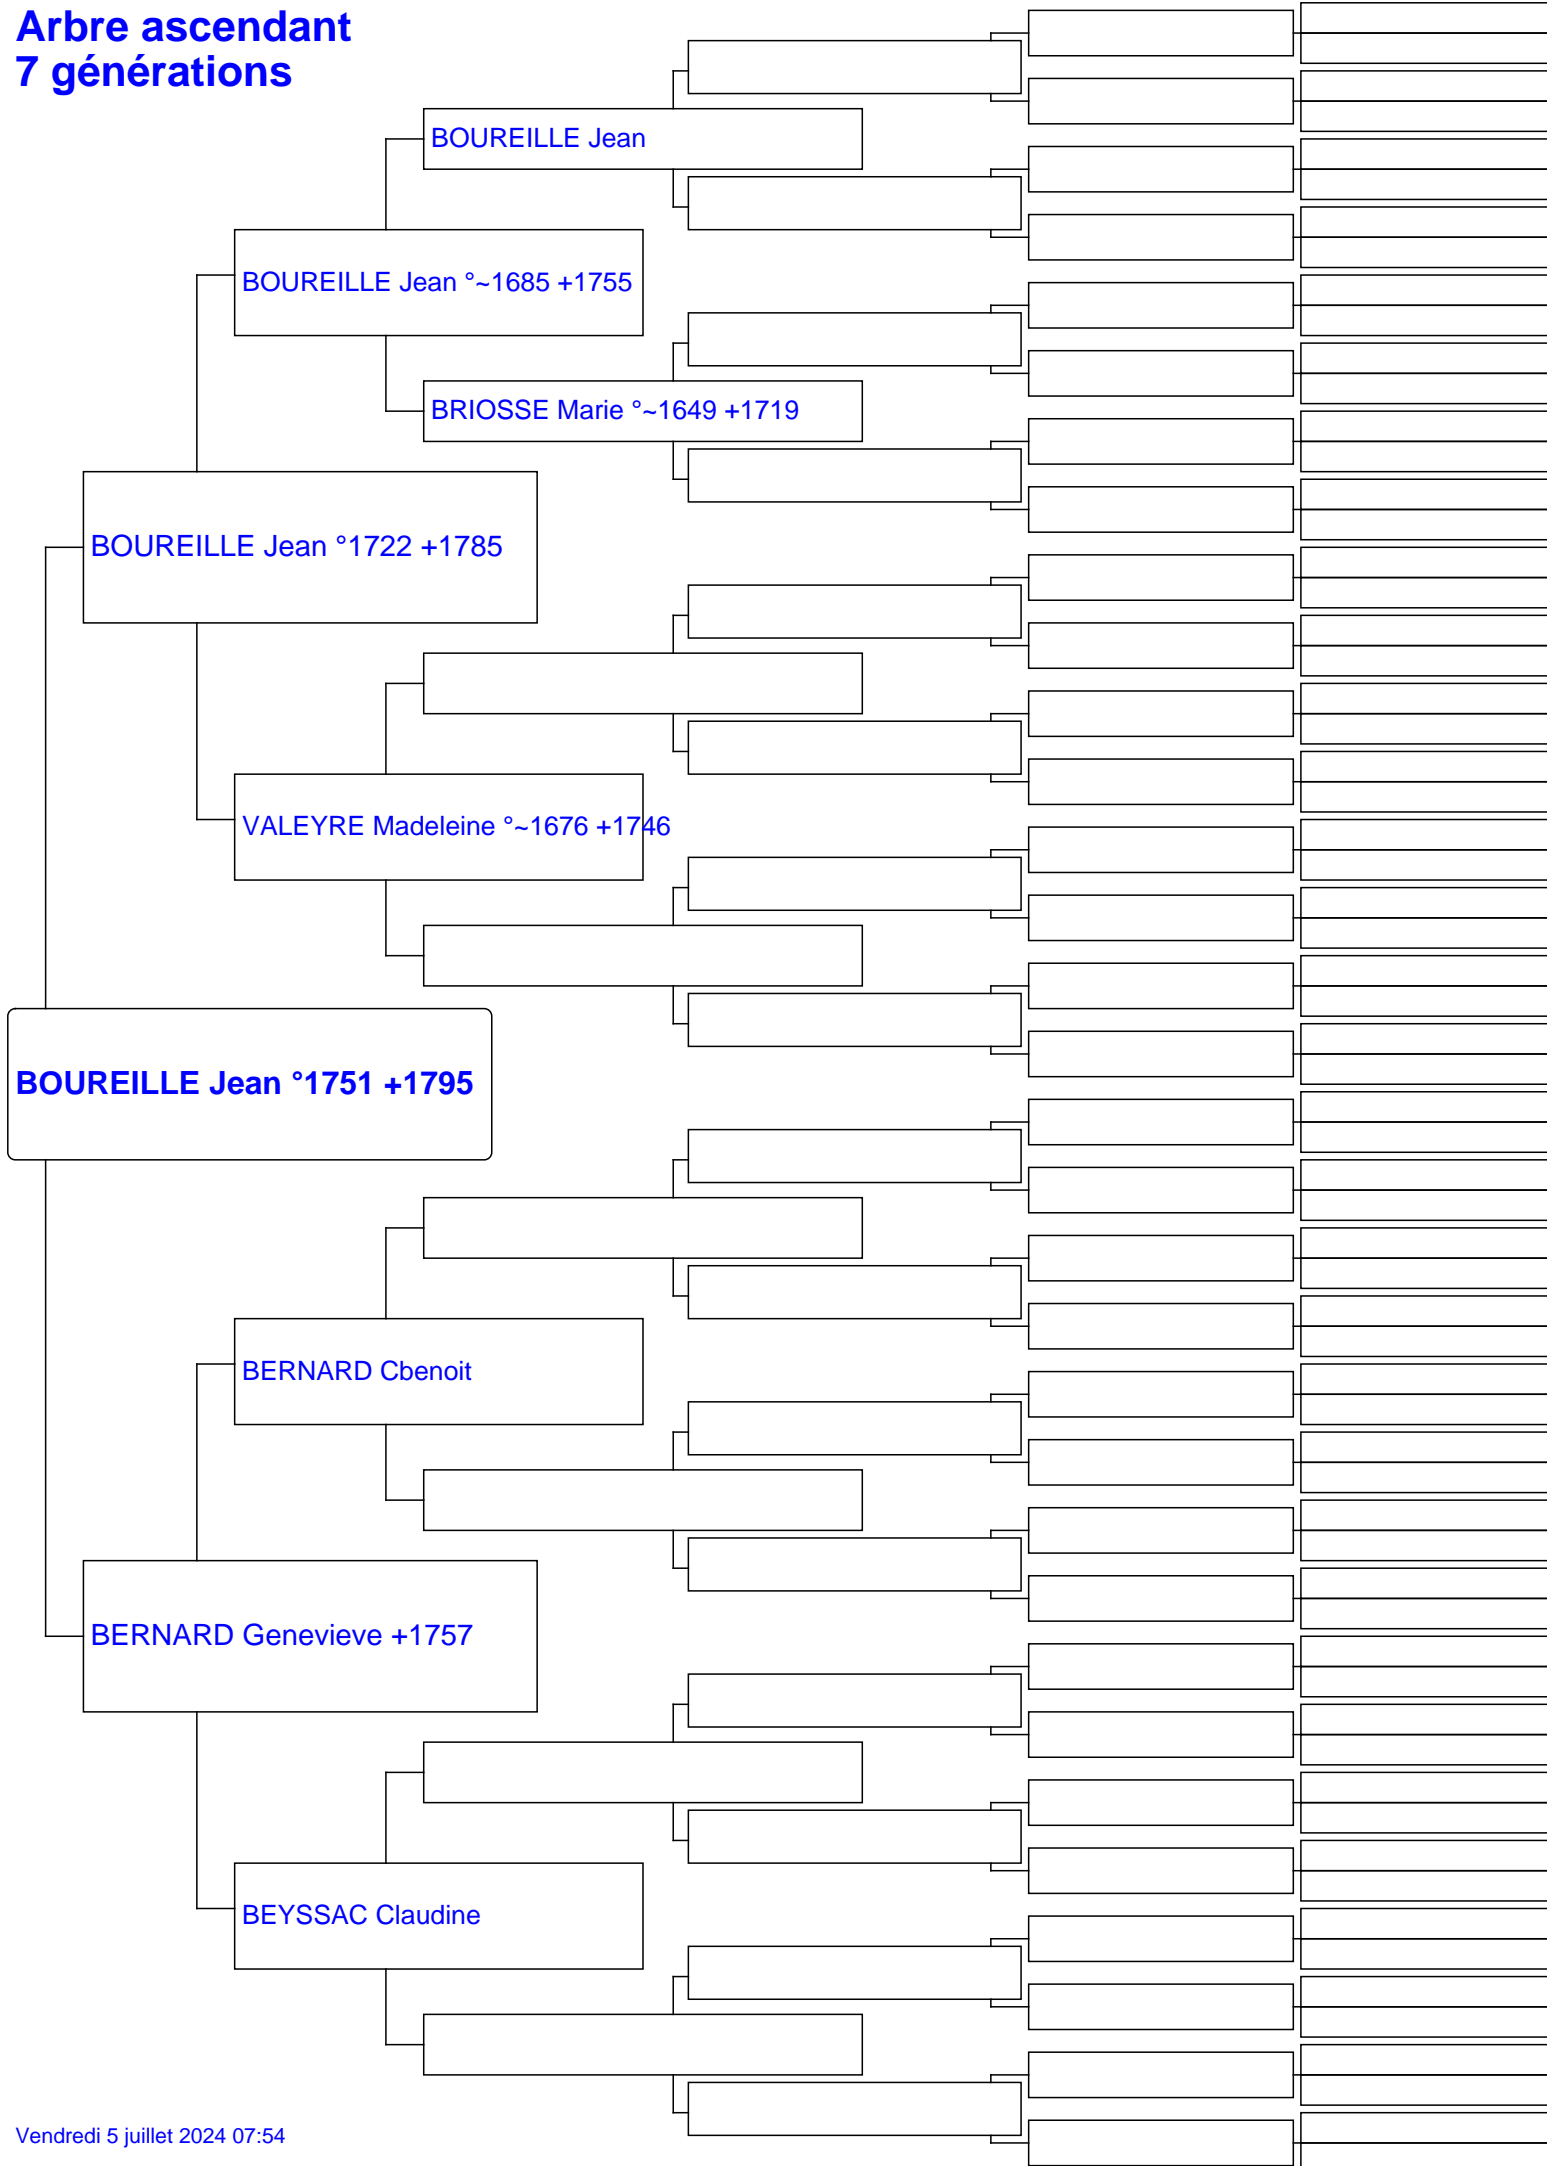 Arbre ascendant
7 générations
BOUREILLE Jean
BOUREILLE Jean °~1685 +1755
BRIOSSE Marie °~1649 +1719
BOUREILLE Jean °1722 +1785
VALEYRE Madeleine °~1676 +1746
BOUREILLE Jean °1751 +1795
BERNARD Cbenoit
BERNARD Genevieve +1757
BEYSSAC Claudine
Vendredi 5 juillet 2024 07:54